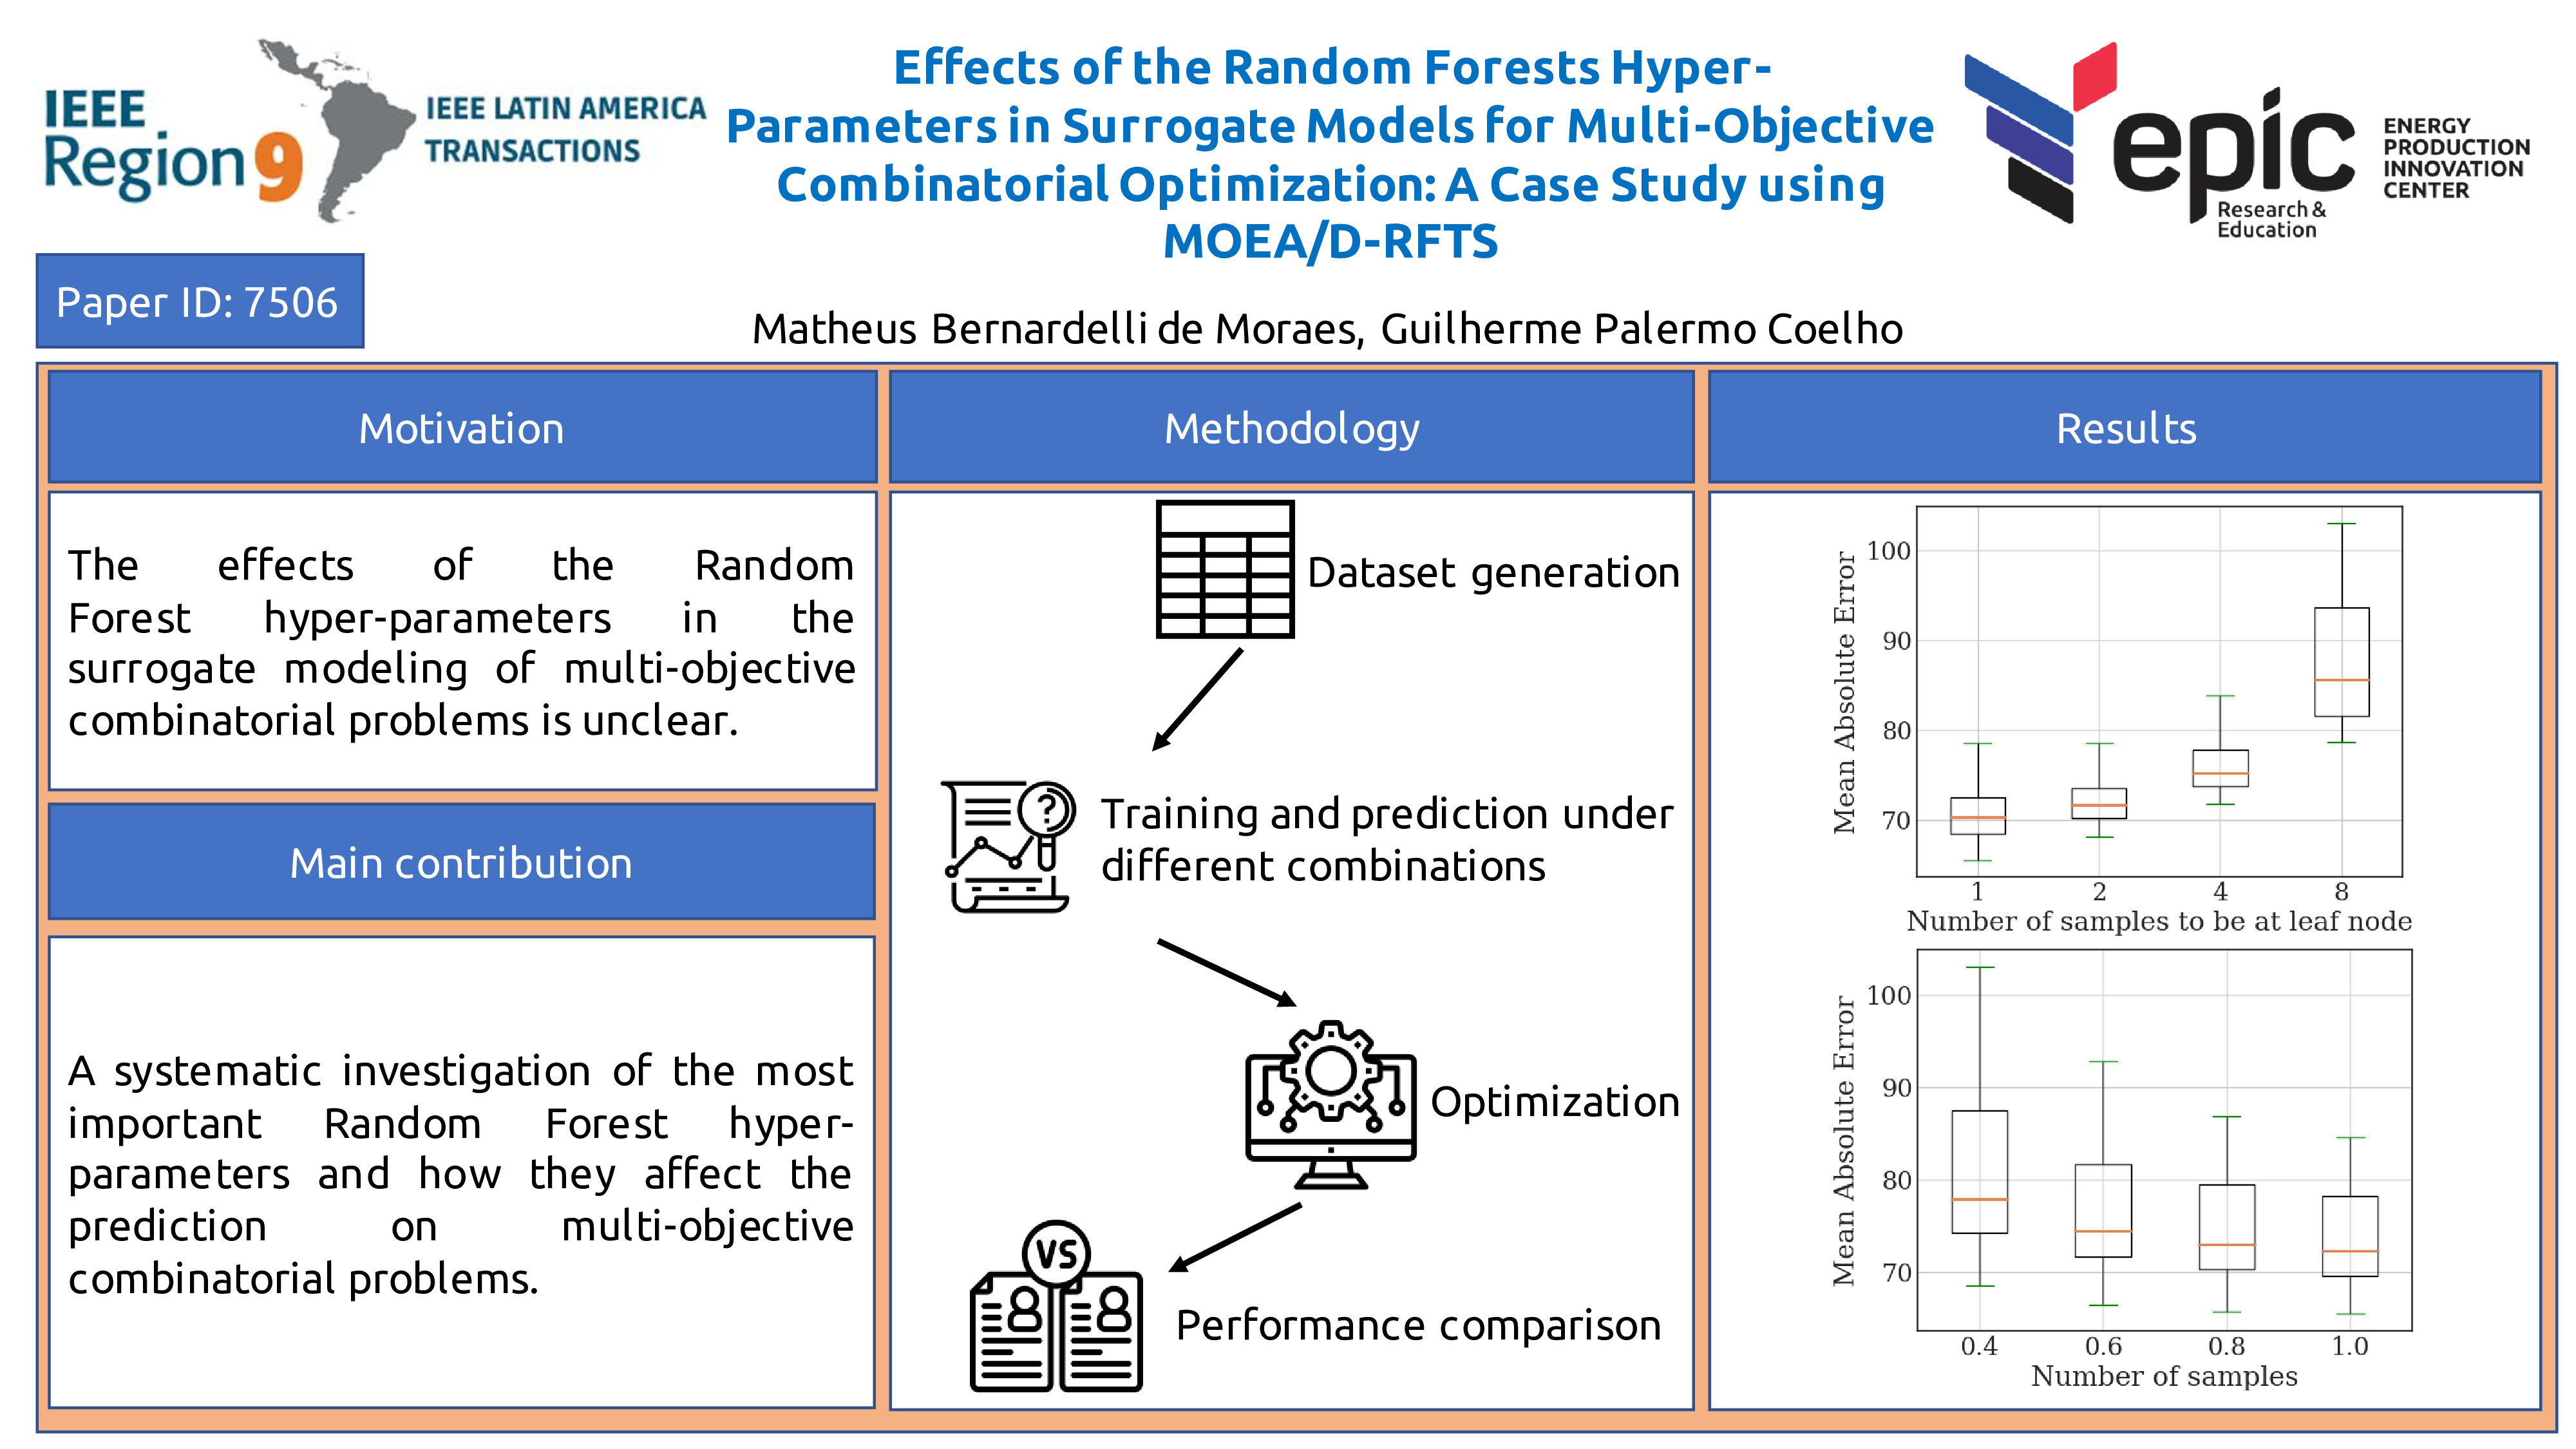 IEEE
Region 9
IEEE LATIN AMERICA
TRANSACTIONS
Effects of the Random Forests Hyper-
Parameters in Surrogate Models for Multi-Objective
Combinatorial Optimization: A Case Study using
MOEA/D-RFTS
epic
Research &
Education
ENERGY
PRODUCTION
INNOVATION
CENTER
Paper ID: 7506
Matheus Bernardelli de Moraes, Guilherme Palermo Coelho
Motivation
The effects of the Random
Forest hyper-parameters in the
surrogate modeling of multi-objective
combinatorial problems is unclear.
Main contribution
A systematic investigation of the most
important Random Forest hyper-
parameters and how they affect the
prediction on multi-objective
combinatorial problems.
Methodology
Dataset generation
?
Training and prediction under
different combinations
Optimization
VS
Performance comparison
Results
Mean Absolute Error
100
90
80
70
1 2 4 8
Number of samples to be at leaf node
Mean Absolute Error
100
90
80
70
0.4 0.6 0.8 1.0
Number of samples